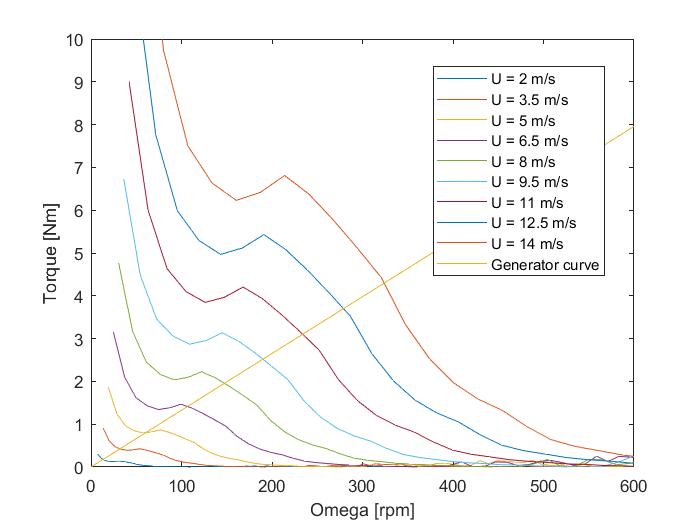 10
9
8
7
6
5
4
3
2
1
0
Torque [Nm]
U = 2 m/s
U = 3.5 m/s
U = 5 m/s
U = 6.5 m/s
U = 8 m/s
U = 9.5 m/s
U = 11 m/s
U = 12.5 m/s
U = 14 m/s
Generator curve
0 100 200 300 400 500 600
Omega [rpm]